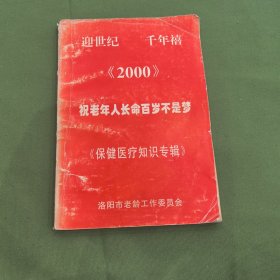 迎世纪 千年禧
《2000》
祝老年人长命百岁不是梦
《保健医疗知识专辑》
洛阳市老龄工作委员会